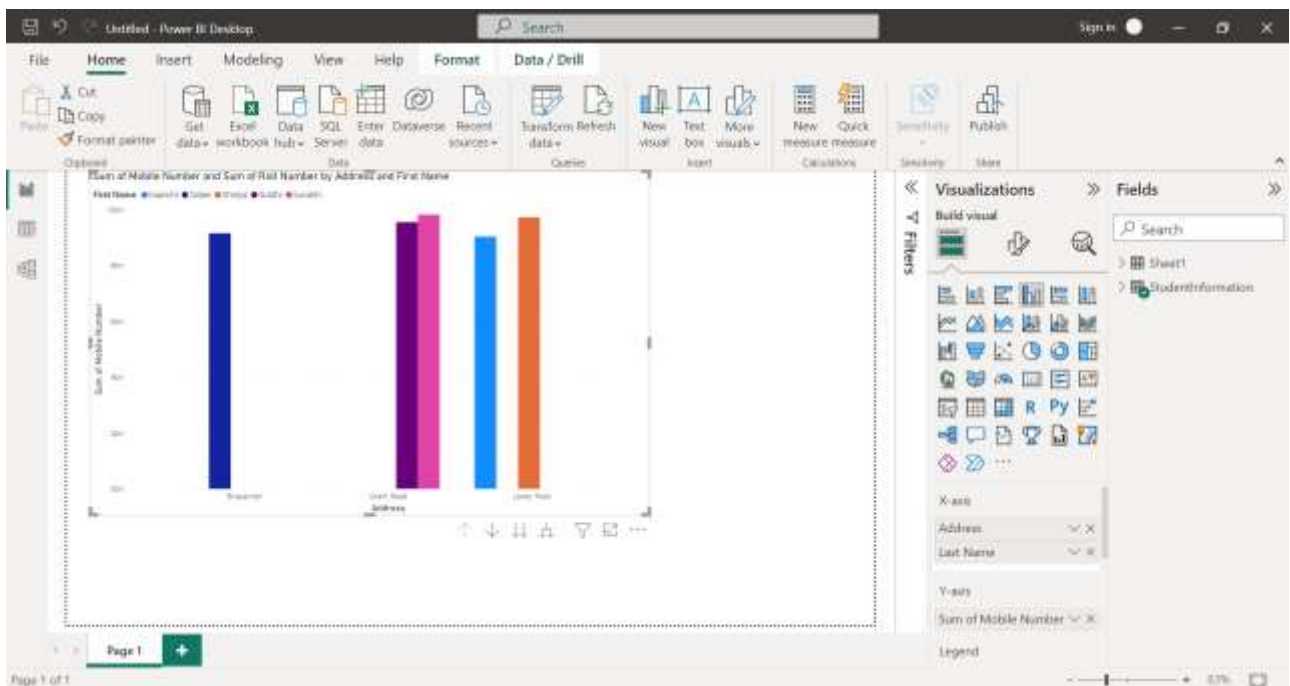 Untitled - Power BI Desktop
Search
Sign in
File Home Insert Modeling View Help Format Data / Drill
Paste
Cut
Copy
Format painter
Get data
Excel workbook
Data hub
SQL Server
Enter data
Dataverse
Recent sources
Transform data
Refresh
New visual
Text box
More visuals
New measure
Quick measure
Sensitivity
Publish
Clipboard Data Queries Insert Calculations Sensitivity Share
Sum of Mobile Number and Sum of Roll Number by Address and First Name
First Name
Sum of Mobile Number
Address
Filters
Visualizations
Build visual
R Py
X-axis
Address
Last Name
Y-axis
Sum of Mobile Number
Legend
Fields
Search
Sheet1
StudentInformation
Page 1
Page 1 of 1